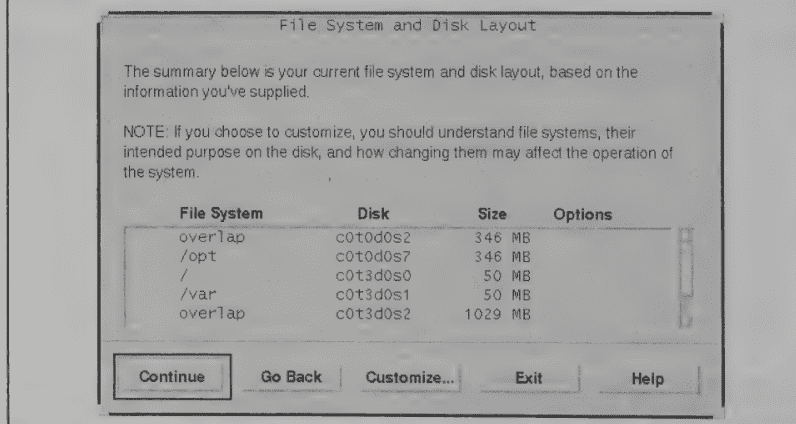 File System and Disk Layout
The summary below is your current file system and disk layout, based on the
information you've supplied.
NOTE: If you choose to customize, you should understand file systems, their
intended purpose on the disk, and how changing them may affect the operation of
the system.
File System Disk Size Options
overlap c0t0d0s2 346 MB
/opt c0t0d0s7 346 MB
/ c0t3d0s0 50 MB
/var c0t3d0s1 50 MB
overlap c0t3d0s2 1029 MB
Continue Go Back Customize... Exit Help